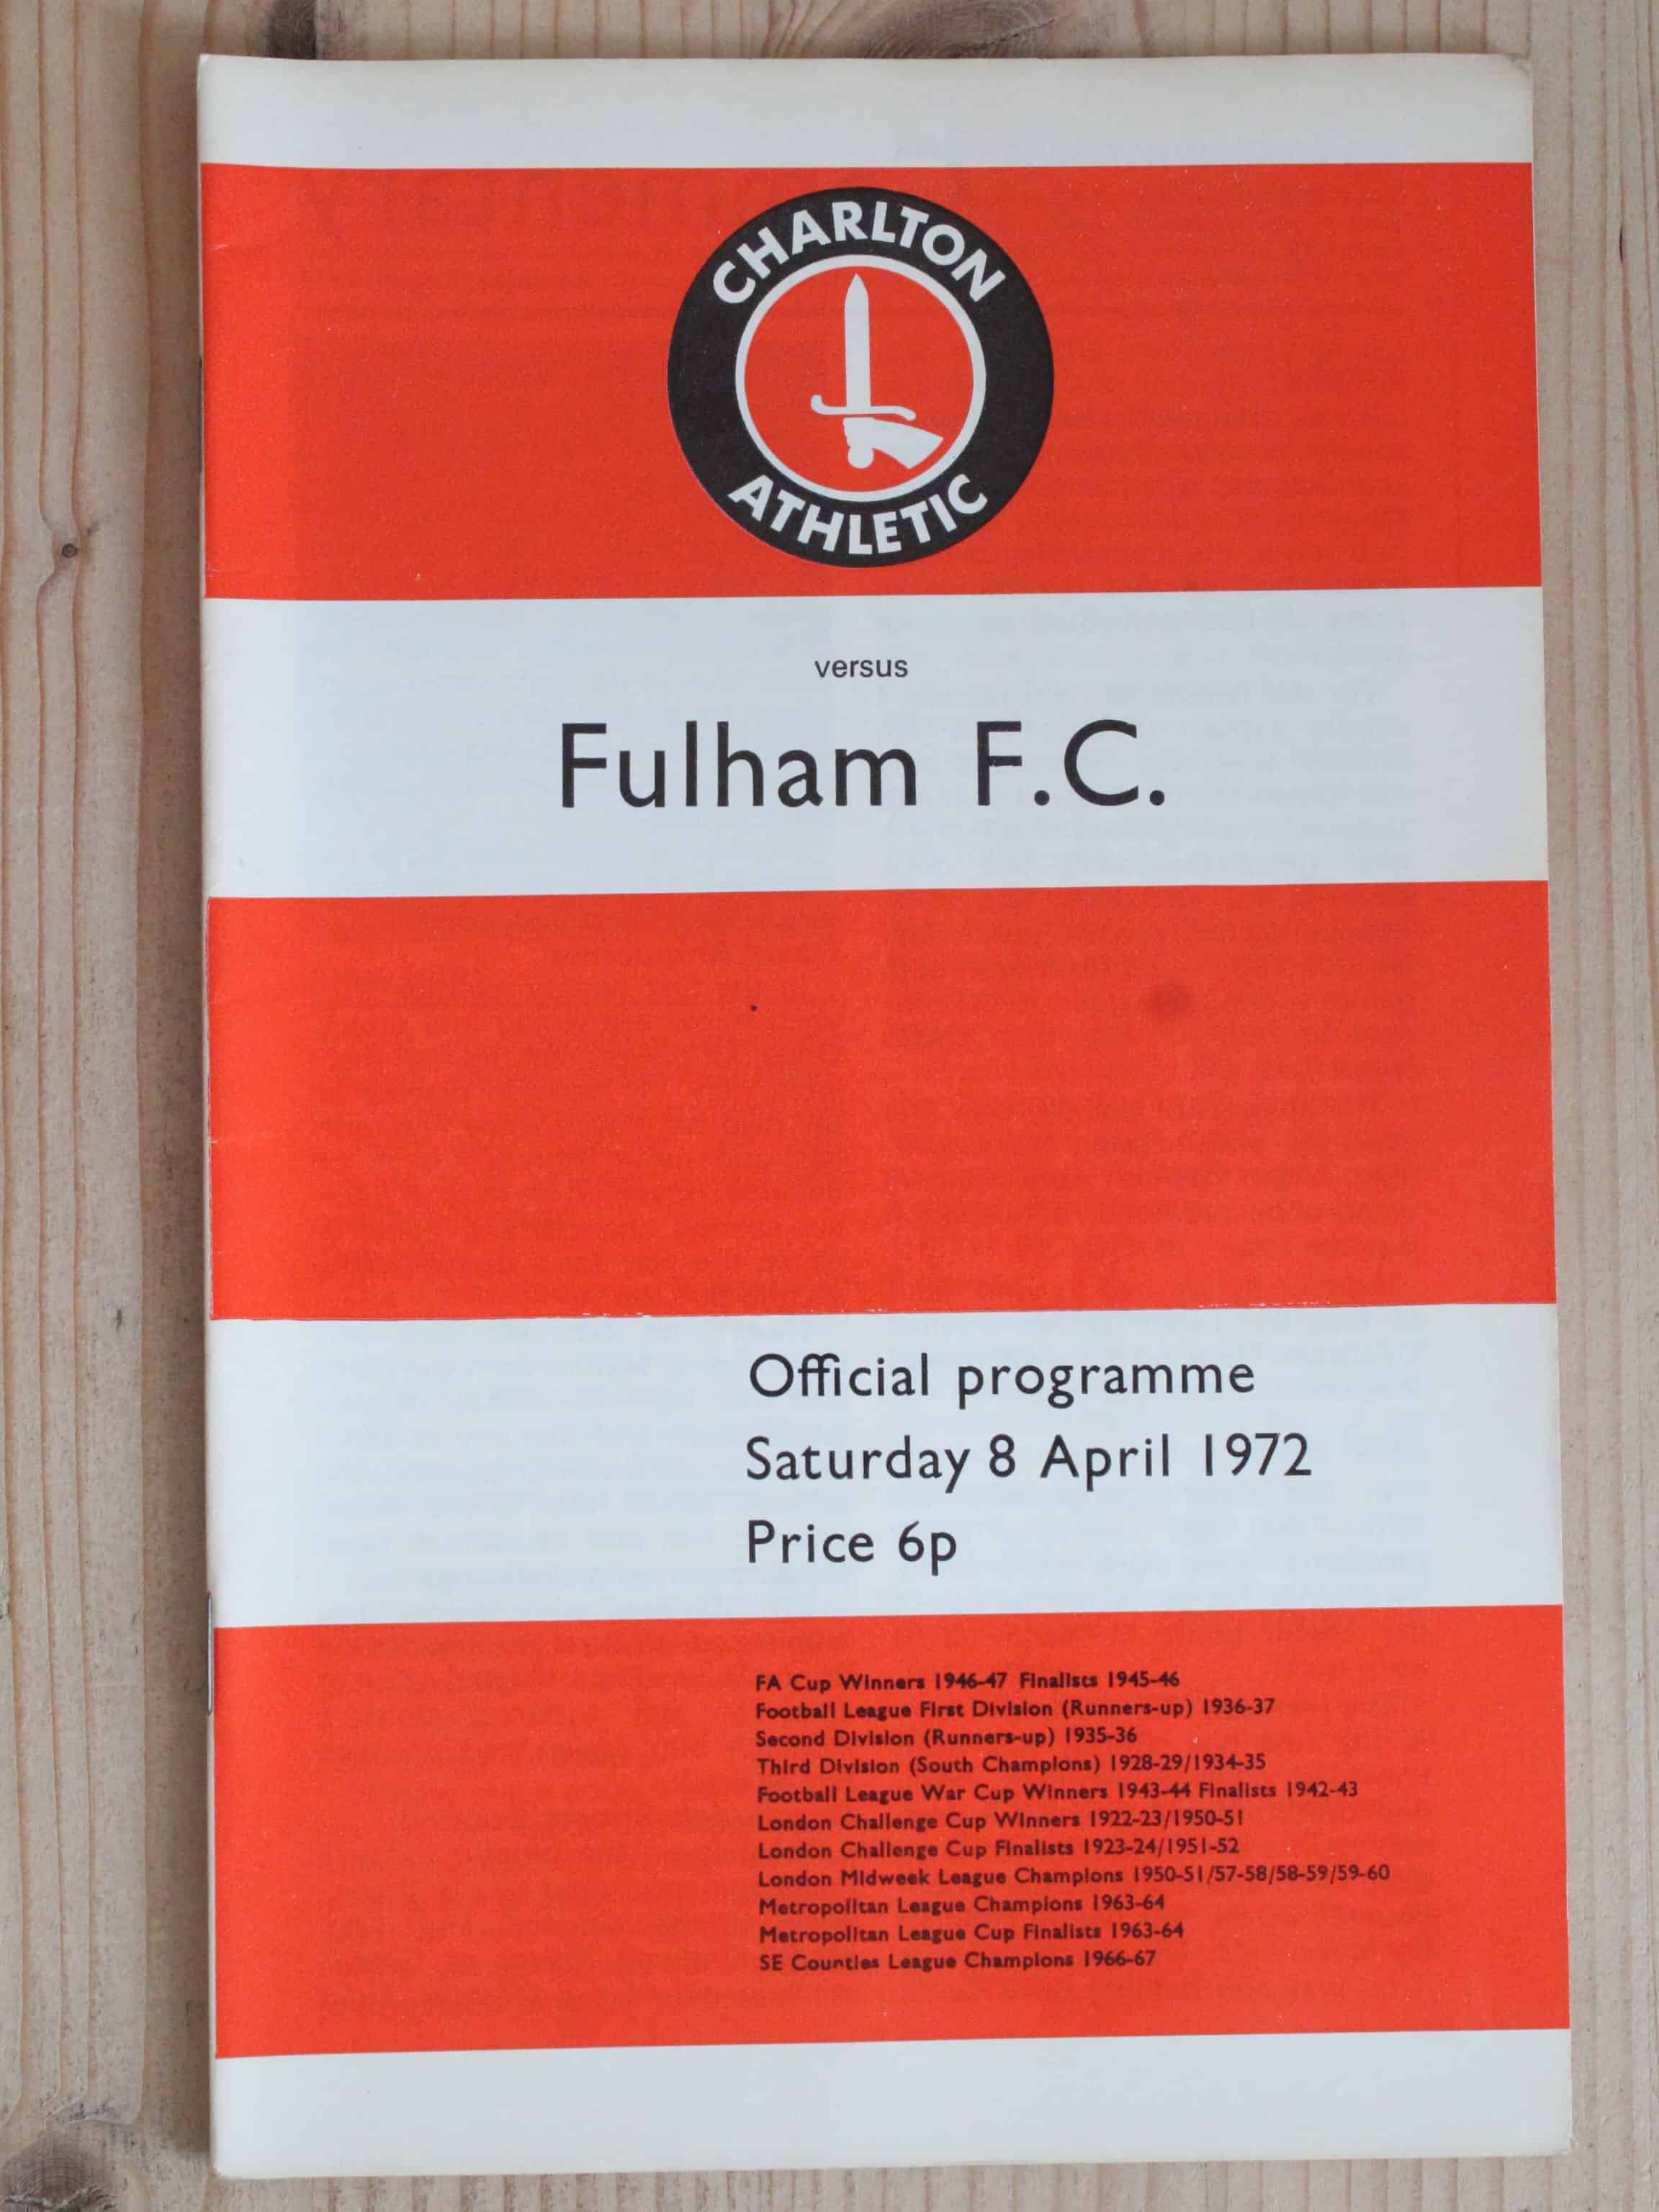 CHARLTON
ATHLETIC
versus
Fulham F.C.
Official programme
Saturday 8 April 1972
Price 6p
FA Cup Winners 1946-47 Finalists 1945-46
Football League First Division (Runners-up) 1936-37
Second Division (Runners-up) 1935-36
Third Division (South Champions) 1928-29/1934-35
Football League War Cup Winners 1943-44 Finalists 1942-43
London Challenge Cup Winners 1922-23/1950-51
London Challenge Cup Finalists 1923-24/1951-52
London Midweek League Champions 1950-51/57-58/58-59/59-60
Metropolitan League Champions 1963-64
Metropolitan League Cup Finalists 1963-64
SE Counties League Champions 1966-67